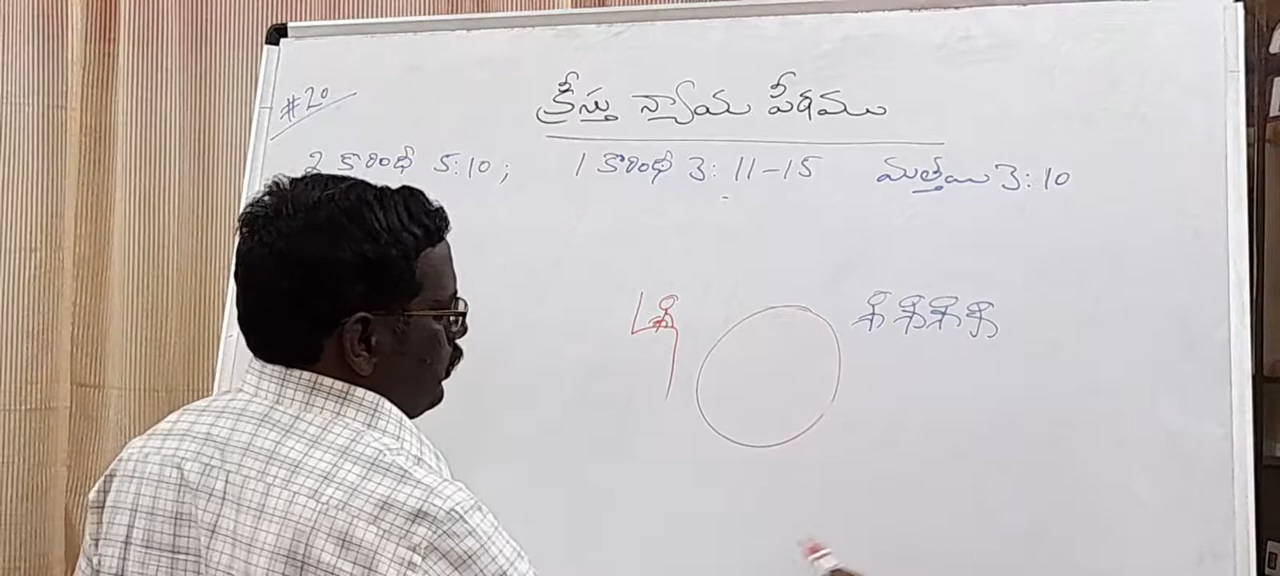 #20
క్రీస్తు న్యాయ పీఠము
2 కొరింథీ 5:10; 1 కొరింథీ 3: 11-15 మత్తయి 3:10